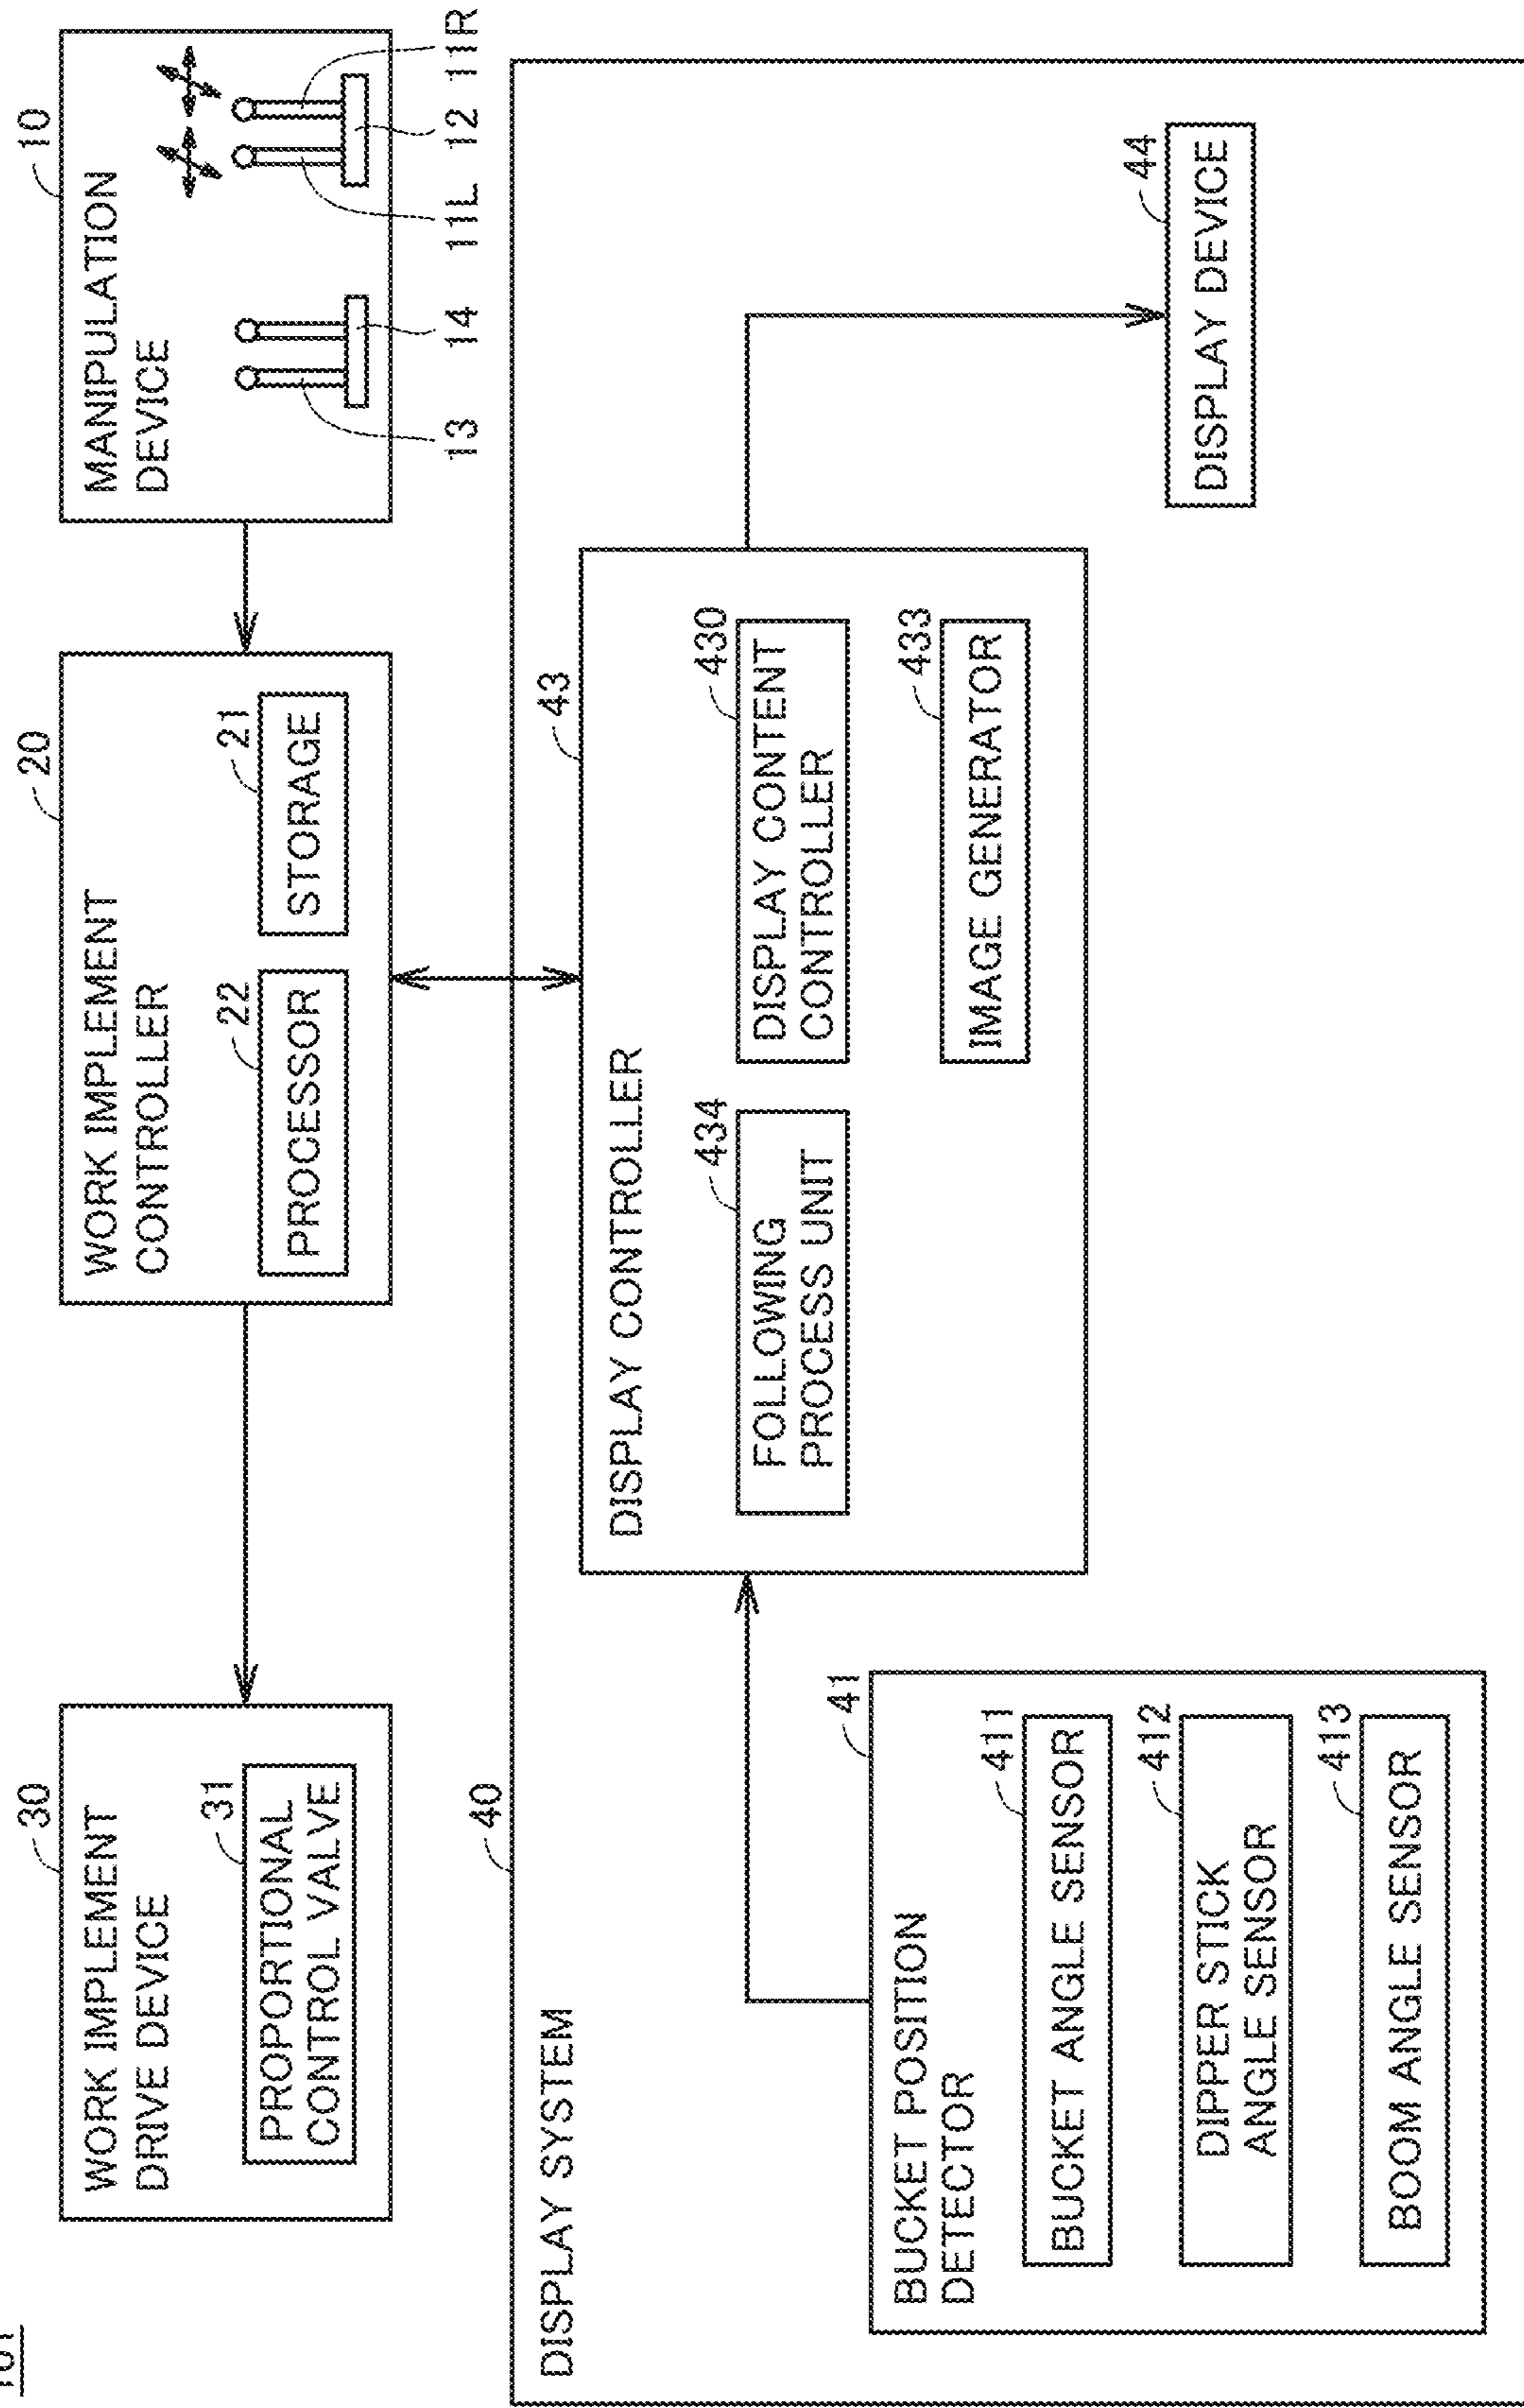 101
30
WORK IMPLEMENT
DRIVE DEVICE
31
PROPORTIONAL
CONTROL VALVE
20
WORK IMPLEMENT
CONTROLLER
22
PROCESSOR
21
STORAGE
10
MANIPULATION
DEVICE
13
14
11L
12
11R
40
DISPLAY SYSTEM
43
DISPLAY CONTROLLER
434
FOLLOWING
PROCESS UNIT
430
DISPLAY CONTENT
CONTROLLER
433
IMAGE GENERATOR
41
BUCKET POSITION
DETECTOR
411
BUCKET ANGLE SENSOR
412
DIPPER STICK
ANGLE SENSOR
413
BOOM ANGLE SENSOR
44
DISPLAY DEVICE